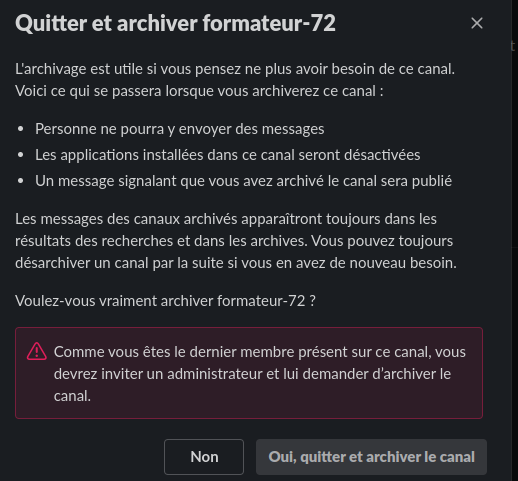 Quitter et archiver formateur-72
L'archivage est utile si vous pensez ne plus avoir besoin de ce canal.
Voici ce qui se passera lorsque vous archiverez ce canal :
• Personne ne pourra y envoyer des messages
• Les applications installées dans ce canal seront désactivées
• Un message signalant que vous avez archivé le canal sera publié
Les messages des canaux archivés apparaîtront toujours dans les
résultats des recherches et dans les archives. Vous pouvez toujours
désarchiver un canal par la suite si vous en avez de nouveau besoin.
Voulez-vous vraiment archiver formateur-72 ?
Comme vous êtes le dernier membre présent sur ce canal, vous
devrez inviter un administrateur et lui demander d’archiver le
canal.
Non
Oui, quitter et archiver le canal